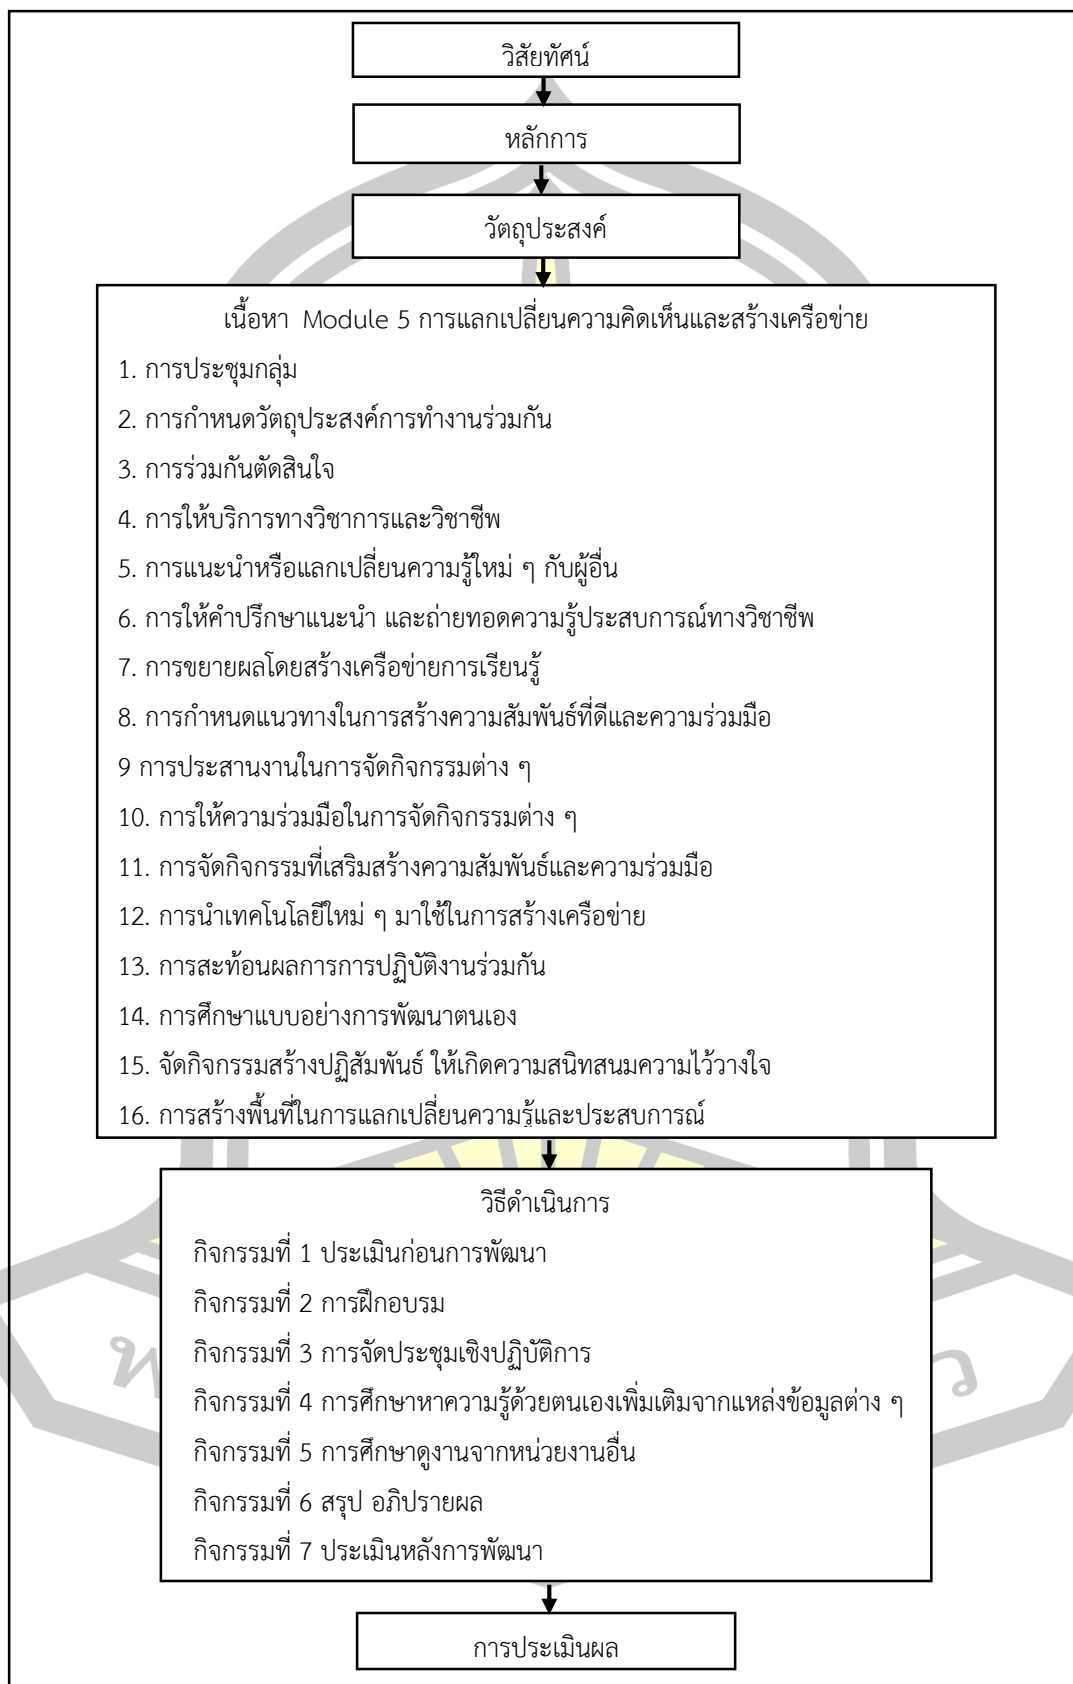 วิสัยทัศน์
หลักการ
วัตถุประสงค์
เนื้อหา Module 5 การแลกเปลี่ยนความคิดเห็นและสร้างเครือข่าย
1. การประชุมกลุ่ม
2. การกำหนดวัตถุประสงค์การทำงานร่วมกัน
3. การร่วมกันตัดสินใจ
4. การให้บริการทางวิชาการและวิชาชีพ
5. การแนะนำหรือแลกเปลี่ยนความรู้ใหม่ ๆ กับผู้อื่น
6. การให้คำปรึกษาแนะนำ และถ่ายทอดความรู้ประสบการณ์ทางวิชาชีพ
7. การขยายผลโดยสร้างเครือข่ายการเรียนรู้
8. การกำหนดแนวทางในการสร้างความสัมพันธ์ที่ดีและความร่วมมือ
9 การประสานงานในการจัดกิจกรรมต่าง ๆ
10. การให้ความร่วมมือในการจัดกิจกรรมต่าง ๆ
11. การจัดกิจกรรมที่เสริมสร้างความสัมพันธ์และความร่วมมือ
12. การนำเทคโนโลยีใหม่ ๆ มาใช้ในการสร้างเครือข่าย
13. การสะท้อนผลการการปฏิบัติงานร่วมกัน
14. การศึกษาแบบอย่างการพัฒนาตนเอง
15. จัดกิจกรรมสร้างปฏิสัมพันธ์ ให้เกิดความสนิทสนมความไว้วางใจ
16. การสร้างพื้นที่ในการแลกเปลี่ยนความรู้และประสบการณ์
วิธีดำเนินการ
กิจกรรมที่ 1 ประเมินก่อนการพัฒนา
กิจกรรมที่ 2 การฝึกอบรม
กิจกรรมที่ 3 การจัดประชุมเชิงปฏิบัติการ
กิจกรรมที่ 4 การศึกษาหาความรู้ด้วยตนเองเพิ่มเติมจากแหล่งข้อมูลต่าง ๆ
กิจกรรมที่ 5 การศึกษาดูงานจากหน่วยงานอื่น
กิจกรรมที่ 6 สรุป อภิปรายผล
กิจกรรมที่ 7 ประเมินหลังการพัฒนา
การประเมินผล